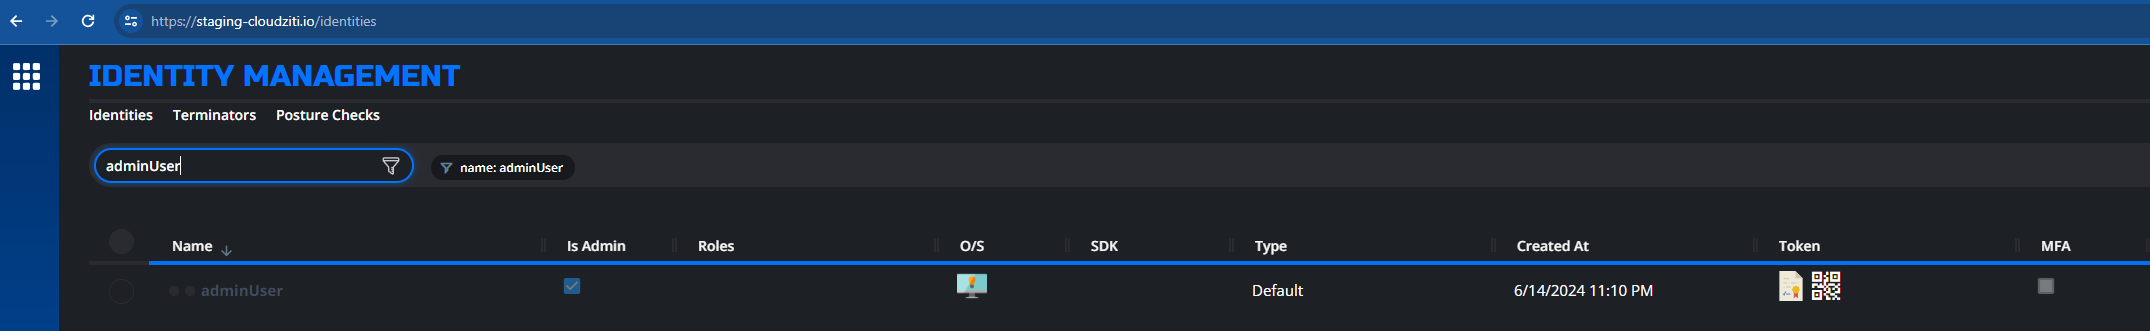 https://staging-cloudziti.io/identities
IDENTITY MANAGEMENT
Identities Terminators Posture Checks
adminUser name: adminUser
Name Is Admin Roles O/S SDK Type Created At Token MFA
adminUser Default 6/14/2024 11:10 PM